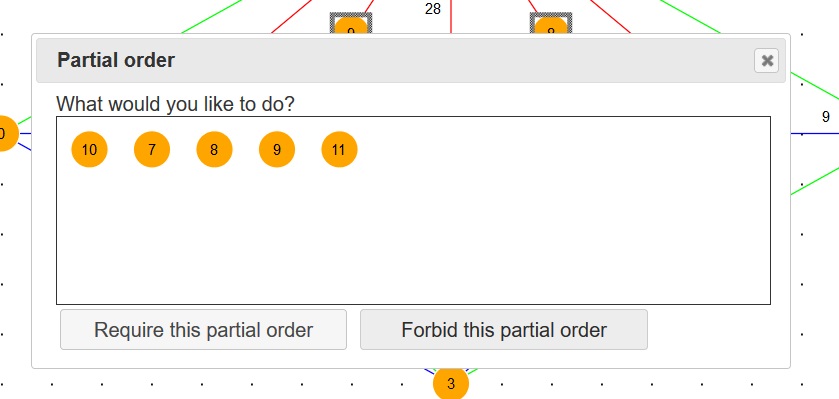 28
Partial order
What would you like to do?
9
10 7 8 9 11
Require this partial order Forbid this partial order
3